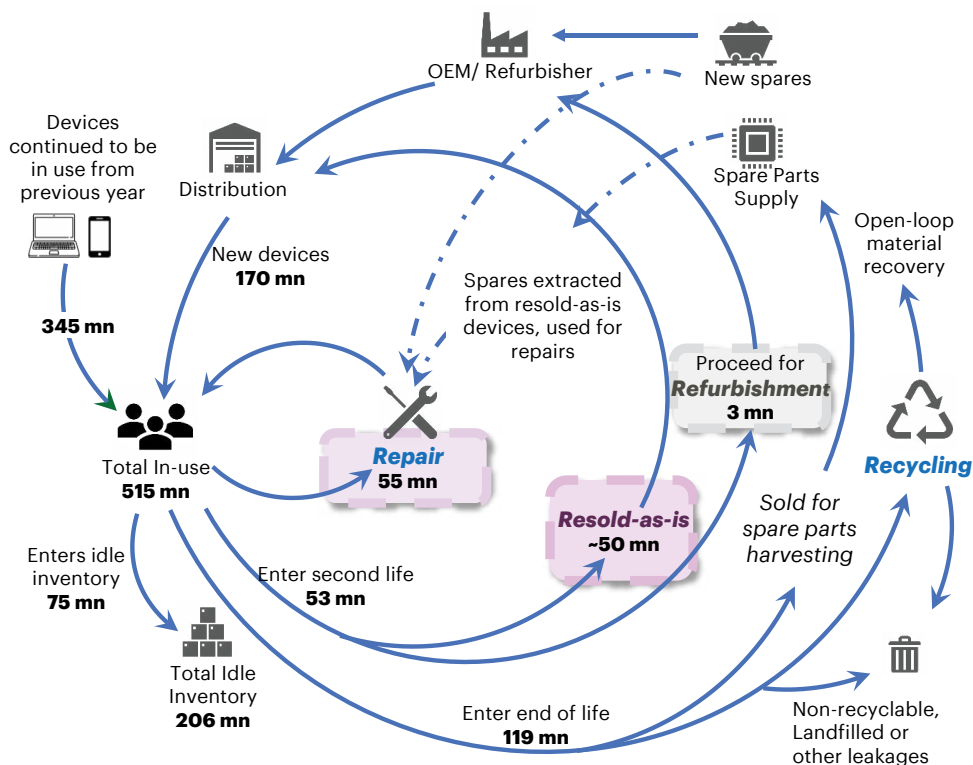 OEM/ Refurbisher
New spares
Devices
continued to be
in use from
previous year
Distribution
Spare Parts
Supply
Open-loop
material
recovery
New devices
170 mn
Spares extracted
from resold-as-is
devices, used for
repairs
345 mn
Proceed for
Refurbishment
3 mn
Total In-use
515 mn
Repair
55 mn
Recycling
Resold-as-is
~50 mn
Sold for
spare parts
harvesting
Enters idle
inventory
75 mn
Enter second life
53 mn
Total Idle
Inventory
206 mn
Enter end of life
119 mn
Non-recyclable,
Landfilled or
other leakages